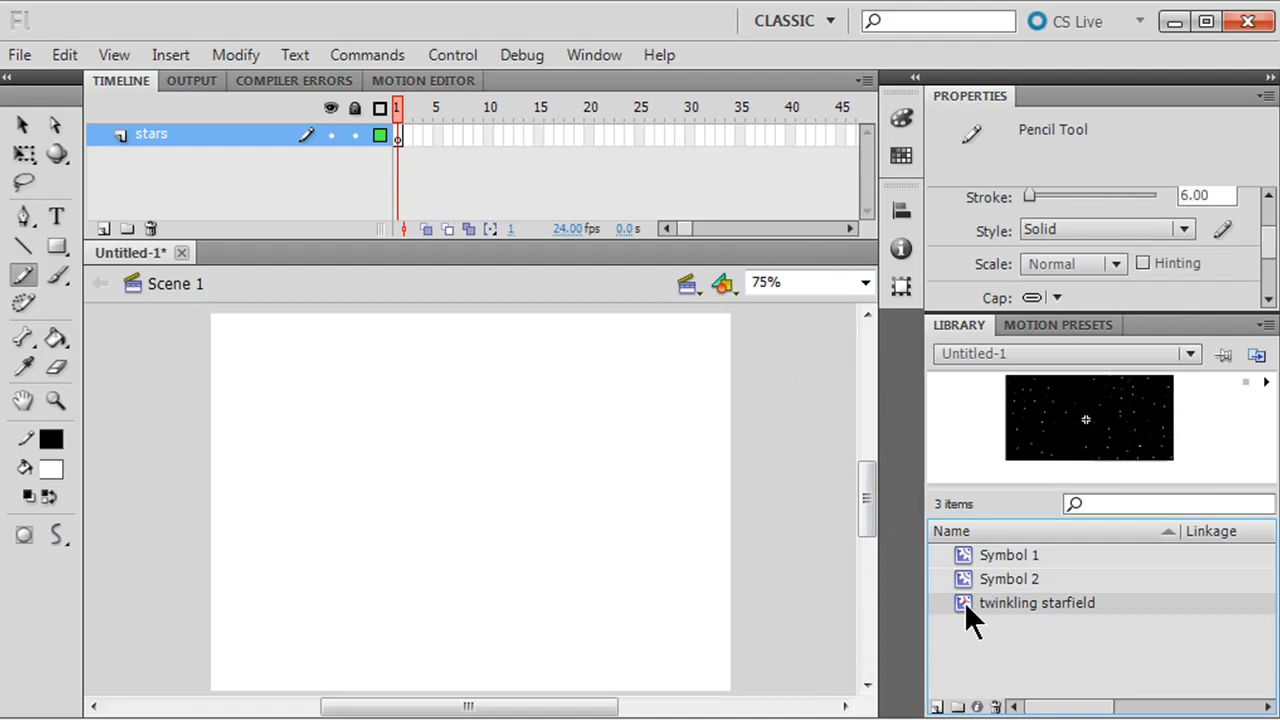 Fl CLASSIC CS Live
File Edit View Insert Modify Text Commands Control Debug Window Help
TIMELINE OUTPUT COMPILER ERRORS MOTION EDITOR
1 5 10 15 20 25 30 35 40 45
stars
1 24.00 fps 0.0 s
Untitled-1*
Scene 1 75%
PROPERTIES
Pencil Tool
Stroke: 6.00
Style: Solid
Scale: Normal Hinting
Cap:
LIBRARY MOTION PRESETS
Untitled-1
3 items
Name Linkage
Symbol 1
Symbol 2
twinkling starfield